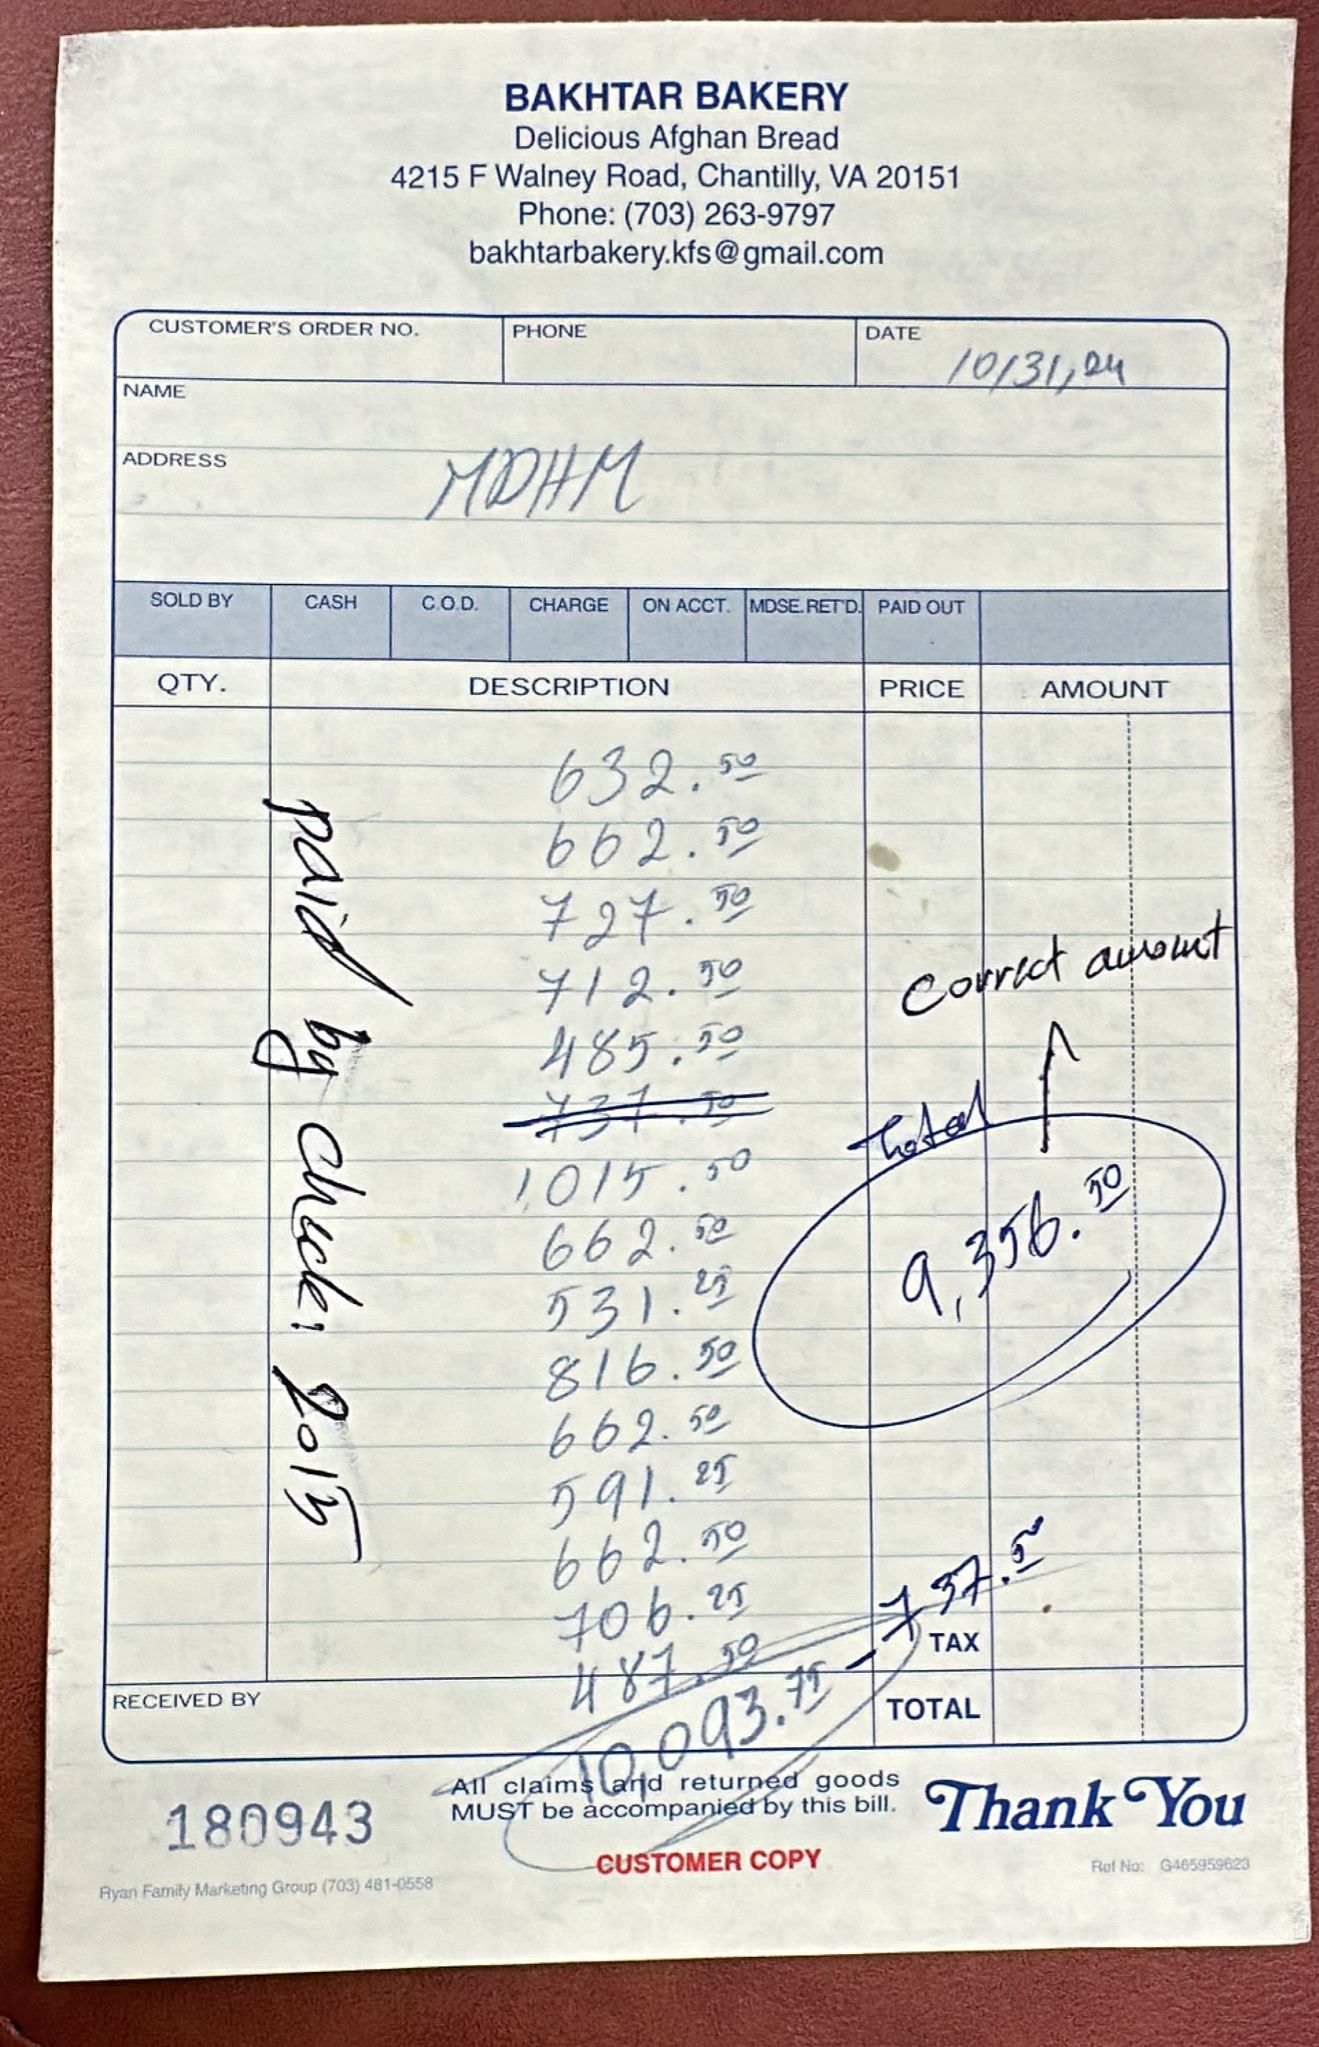 BAKHTAR BAKERY
Delicious Afghan Bread
4215 F Walney Road, Chantilly, VA 20151
Phone: (703) 263-9797
bakhtarbakery.kfs@gmail.com
CUSTOMER'S ORDER NO. PHONE DATE 10/31,24
NAME
ADDRESS MDHM
SOLD BY CASH C.O.D. CHARGE ON ACCT. MDSE. RET'D. PAID OUT
QTY. DESCRIPTION PRICE AMOUNT
632.50
662.50
727.50
712.50
485.50
737.50
1,015.50
662.50
531.25
816.50
662.50
591.25
662.50
706.25
487.50
10,093.75
- 737.50
paid by check: 2015
Correct amount
Total
9,356.50
TAX
RECEIVED BY
TOTAL
180943
All claims and returned goods
MUST be accompanied by this bill.
Thank You
CUSTOMER COPY
Ref No: G465959623
Ryan Family Marketing Group (703) 481-0558